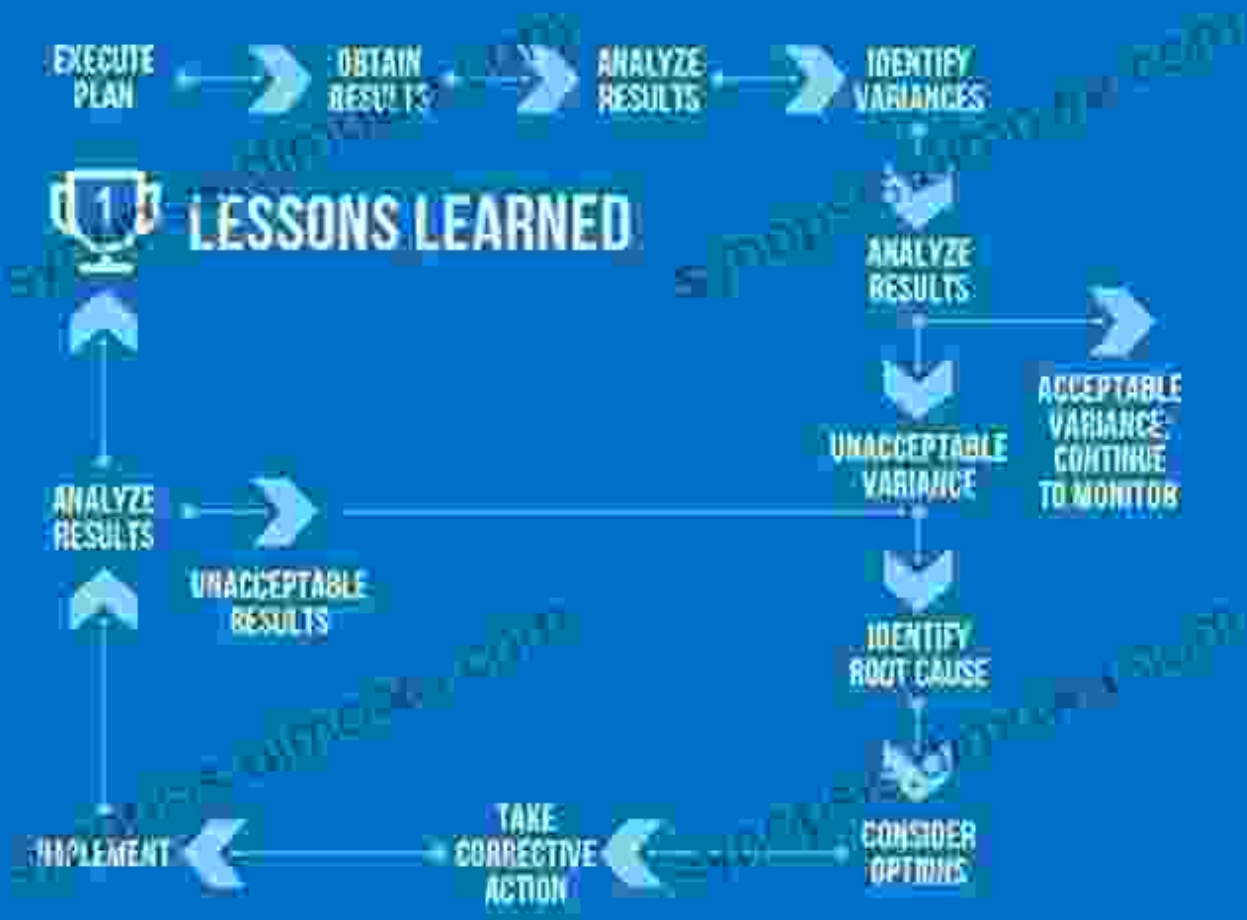 EXECUTE
PLAN
OBTAIN
RESULTS
ANALYZE
RESULTS
IDENTIFY
VARIANCES
1
LESSONS LEARNED
ANALYZE
RESULTS
ACCEPTABLE
VARIANCE,
CONTINUE
TO MONITOR
UNACCEPTABLE
VARIANCE
ANALYZE
RESULTS
UNACCEPTABLE
RESULTS
IDENTIFY
ROOT CAUSE
CONSIDER
OPTIONS
TAKE
CORRECTIVE
ACTION
IMPLEMENT